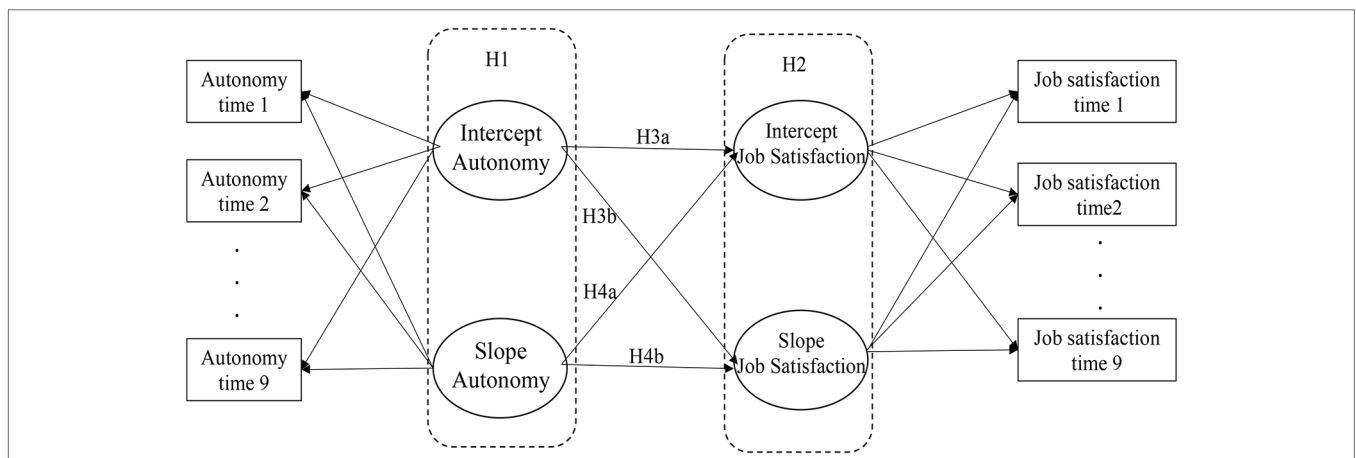 H1
H2
Autonomy
time 1
Intercept
Autonomy
H3a
Intercept
Job Satisfaction
Job satisfaction
time 1
Autonomy
time 2
H3b
Job satisfaction
time2
.
.
.
H4a
.
.
.
Autonomy
time 9
Slope
Autonomy
H4b
Slope
Job Satisfaction
Job satisfaction
time 9